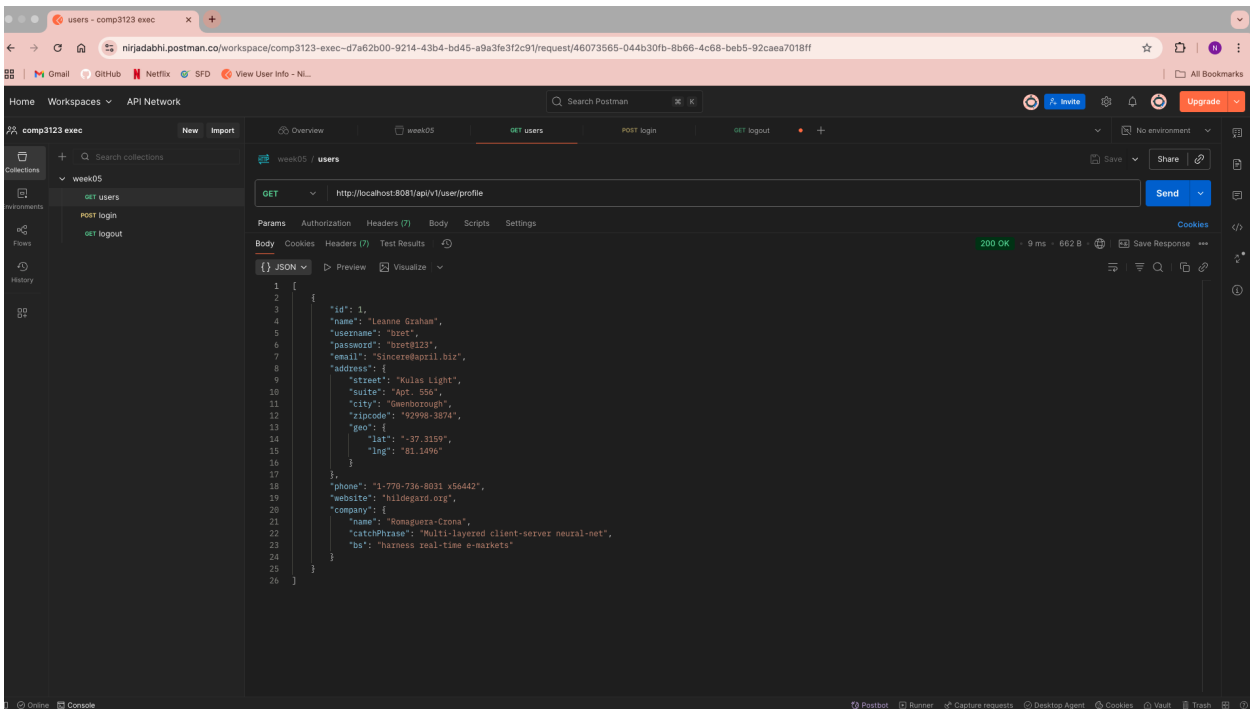 users - comp3123 exec
nirjadabhi.postman.co/workspace/comp3123-exec~d7a62b00-9214-43b4-bd45-a9a3fe3f2c91/request/46073565-044b30fb-8b66-4c68-beb5-92caea7018ff
N
Gmail GitHub Netflix SFD View User Info - Ni... All Bookmarks
Home Workspaces API Network Search Postman ⌘ K Invite Upgrade
comp3123 exec New Import Overview week05 GET users POST login GET logout No environment
Collections Search collections week05 / users Save Share
week05
Environments GET users GET http://localhost:8081/api/v1/user/profile Send
POST login
Params Authorization Headers (7) Body Scripts Settings Cookies
Flows GET logout
Body Cookies Headers (7) Test Results 200 OK 9 ms 662 B Save Response
History {} JSON Preview Visualize
1 [
2 {
3 "id": 1,
4 "name": "Leanne Graham",
5 "username": "bret",
6 "password": "bret@123",
7 "email": "Sincere@april.biz",
8 "address": {
9 "street": "Kulas Light",
10 "suite": "Apt. 556",
11 "city": "Gwenborough",
12 "zipcode": "92998-3874",
13 "geo": {
14 "lat": "-37.3159",
15 "lng": "81.1496"
16 }
17 },
18 "phone": "1-770-736-8031 x56442",
19 "website": "hildegard.org",
20 "company": {
21 "name": "Romaguera-Crona",
22 "catchPhrase": "Multi-layered client-server neural-net",
23 "bs": "harness real-time e-markets"
24 }
25 }
26 ]
Online Console Postbot Runner Capture requests Desktop Agent Cookies Vault Trash